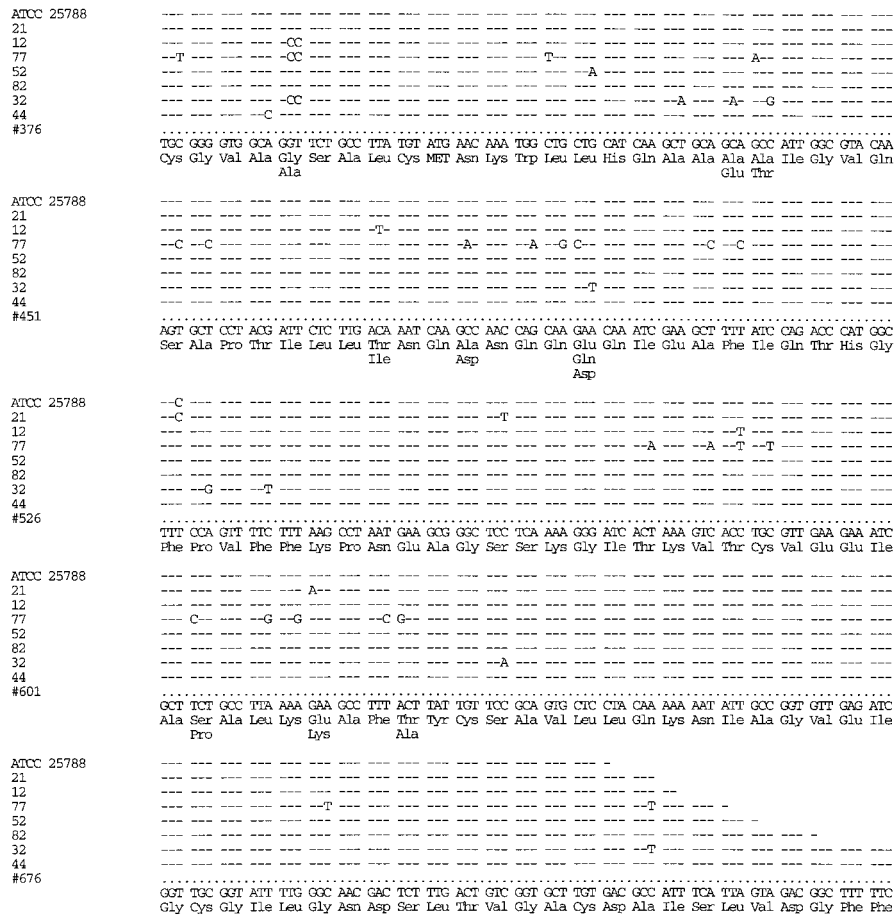 ATCC 25788 --- --- --- --- --- --- --- --- --- --- --- --- --- --- --- --- --- --- --- --- --- --- --- --- ---
21 --- --- --- --- --- --- --- --- --- --- --- --- --- --- --- --- --- --- --- --- --- --- --- --- ---
12 --- --- --- --- -CC --- --- --- --- --- --- --- --- --- --- --- --- --- --- --- --- --- --- --- ---
77 --T --- --- --- -CC --- --- --- --- --- --- --- --- T-- --- --- --- --- --- --- A-- --- --- --- ---
52 --- --- --- --- --- --- --- --- --- --- --- --- --- --- --A --- --- --- --- --- --- --- --- --- ---
82 --- --- --- --- --- --- --- --- --- --- --- --- --- --- --- --- --- --- --- --- --- --- --- --- ---
32 --- --- --- --- -CC --- --- --- --- --- --- --- --- --- --- --- --- --A --- -A- --G --- --- --- ---
44 --- --- --- --C --- --- --- --- --- --- --- --- --- --- --- --- --- --- --- --- --- --- --- --- ---
#376
TGC GGG GTG GCA GGT TCT GCC TTA TGT ATG AAC AAA TGG CTG CTG CAT CAA GCT GCA GCA GCC ATT GGC GTA CAA
Cys Gly Val Ala Gly Ser Ala Leu Cys MET Asn Lys Trp Leu Leu His Gln Ala Ala Ala Ala Ile Gly Val Gln
Ala Glu Thr
ATCC 25788 --- --- --- --- --- --- --- --- --- --- --- --- --- --- --- --- --- --- --- --- --- --- --- --- ---
21 --- --- --- --- --- --- --- --- --- --- --- --- --- --- --- --- --- --- --- --- --- --- --- --- ---
12 --- --- --- --- --- --- --- -T- --- --- --- --- --- --- --- --- --- --- --- --- --- --- --- --- ---
77 --C --C --- --- --- --- --- --- --- --- -A- --- --A --G C-- --- --- --- --C --C --- --- --- --- ---
52 --- --- --- --- --- --- --- --- --- --- --- --- --- --- --- --- --- --- --- --- --- --- --- --- ---
82 --- --- --- --- --- --- --- --- --- --- --- --- --- --- --- --- --- --- --- --- --- --- --- --- ---
32 --- --- --- --- --- --- --- --- --- --- --- --- --- --- --T --- --- --- --- --- --- --- --- --- ---
44 --- --- --- --- --- --- --- --- --- --- --- --- --- --- --- --- --- --- --- --- --- --- --- --- ---
#451
AGT GCT CCT ACG ATT CTC TTG ACA AAT CAA GCC AAC CAG CAA GAA CAA ATC GAA GCT TTT ATC CAG ACC CAT GGC
Ser Ala Pro Thr Ile Leu Leu Thr Asn Gln Ala Asn Gln Gln Glu Gln Ile Glu Ala Phe Ile Gln Thr His Gly
Ile Asp Gln
Asp
ATCC 25788 --C --- --- --- --- --- --- --- --- --- --- --- --- --- --- --- --- --- --- --- --- --- --- --- ---
21 --C --- --- --- --- --- --- --- --- --- --- --T --- --- --- --- --- --- --- --- --- --- --- --- ---
12 --- --- --- --- --- --- --- --- --- --- --- --- --- --- --- --- --- --- --- --T --- --- --- --- ---
77 --- --- --- --- --- --- --- --- --- --- --- --- --- --- --- --- --A --- --A --T --T --- --- --- ---
52 --- --- --- --- --- --- --- --- --- --- --- --- --- --- --- --- --- --- --- --- --- --- --- --- ---
82 --- --- --- --- --- --- --- --- --- --- --- --- --- --- --- --- --- --- --- --- --- --- --- --- ---
32 --- --G --- --T --- --- --- --- --- --- --- --- --- --- --- --- --- --- --- --- --- --- --- --- ---
44 --- --- --- --- --- --- --- --- --- --- --- --- --- --- --- --- --- --- --- --- --- --- --- --- ---
#526
TTT CCA GTT TTC TTT AAG CCT AAT GAA GCG GGC TCC TCA AAG GGG ATC ACT AAA GTC ACC TGC GTT GAA GAA ATC
Phe Pro Val Phe Phe Lys Pro Asn Glu Ala Gly Ser Ser Lys Gly Ile Thr Lys Val Thr Cys Val Glu Glu Ile
ATCC 25788 --- --- --- --- --- --- --- --- --- --- --- --- --- --- --- --- --- --- --- --- --- --- --- --- ---
21 --- --- --- --- --- A-- --- --- --- --- --- --- --- --- --- --- --- --- --- --- --- --- --- --- ---
12 --- --- --- --- --- --- --- --- --- --- --- --- --- --- --- --- --- --- --- --- --- --- --- --- ---
77 --- C-- --- --G --G --- --- --C G-- --- --- --- --- --- --- --- --- --- --- --- --- --- --- --- ---
52 --- --- --- --- --- --- --- --- --- --- --- --- --- --- --- --- --- --- --- --- --- --- --- --- ---
82 --- --- --- --- --- --- --- --- --- --- --- --- --- --- --- --- --- --- --- --- --- --- --- --- ---
32 --- --- --- --- --- --- --- --- --- --- --- --A --- --- --- --- --- --- --- --- --- --- --- --- ---
44 --- --- --- --- --- --- --- --- --- --- --- --- --- --- --- --- --- --- --- --- --- --- --- --- ---
#601
GCT TCT GCC TTA AAA GAA GCC TTT ACT TAT TGT TCC GCA GTG CTC CTA CAA AAA AAT ATT GCC GGT GTT GAG ATC
Ala Ser Ala Leu Lys Glu Ala Phe Thr Tyr Cys Ser Ala Val Leu Leu Gln Lys Asn Ile Ala Gly Val Glu Ile
Pro Lys Ala
ATCC 25788 --- --- --- --- --- --- --- --- --- --- --- --- --- --- --- -
21 --- --- --- --- --- --- --- --- --- --- --- --- --- --- --- --- ---
12 --- --- --- --- --- --- --- --- --- --- --- --- --- --- --- --- --- --
77 --- --- --- --- --- --T --- --- --- --- --- --- --- --- --- --- --T --- --- -
52 --- --- --- --- --- --- --- --- --- --- --- --- --- --- --- --- --- --- --- --- -
82 --- --- --- --- --- --- --- --- --- --- --- --- --- --- --- --- --- --- --- --- --- --- -
32 --- --- --- --- --- --- --- --- --- --- --- --- --- --- --- --- --T --- --- --- --- --- --- --- ---
44 --- --- --- --- --- --- --- --- --- --- --- --- --- --- --- --- --- --- --- --- --- --- --- --- ---
#676
GGT TGC GGT ATT TTG GGC AAC GAC TCT TTG ACT GTC GGT GCT TGT GAC GCC ATT TCA TTA GTA GAC GGC TTT TTC
Gly Cys Gly Ile Leu Gly Asn Asp Ser Leu Thr Val Gly Ala Cys Asp Ala Ile Ser Leu Val Asp Gly Phe Phe